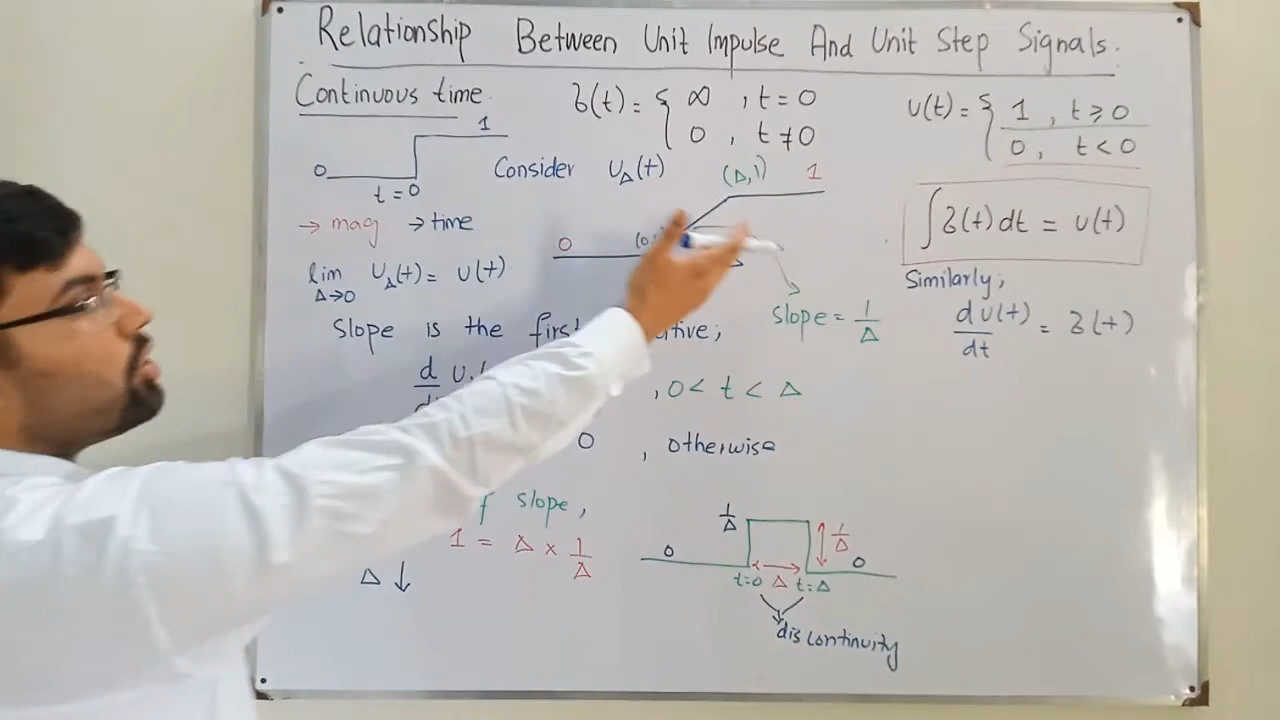 Relationship Between Unit Impulse And Unit Step Signals.
Continuous time
δ(t) = { ∞ , t = 0
0 , t ≠ 0
u(t) = { 1 , t ≥ 0
0 , t < 0
0 1
t = 0
Consider u_Δ(t)
(Δ,1) 1
0
→ mag → time
lim Δ→0 u_Δ(t) = u(t)
slope = 1/Δ
∫δ(t)dt = u(t)
Similarly,
du(t)/dt = δ(t)
Slope is the
, 0 < t < Δ
0 , otherwise
slope,
1 = Δ × 1/Δ
Δ ↓
1/Δ
0 1/Δ 0
t=0 Δ t=Δ
discontinuity